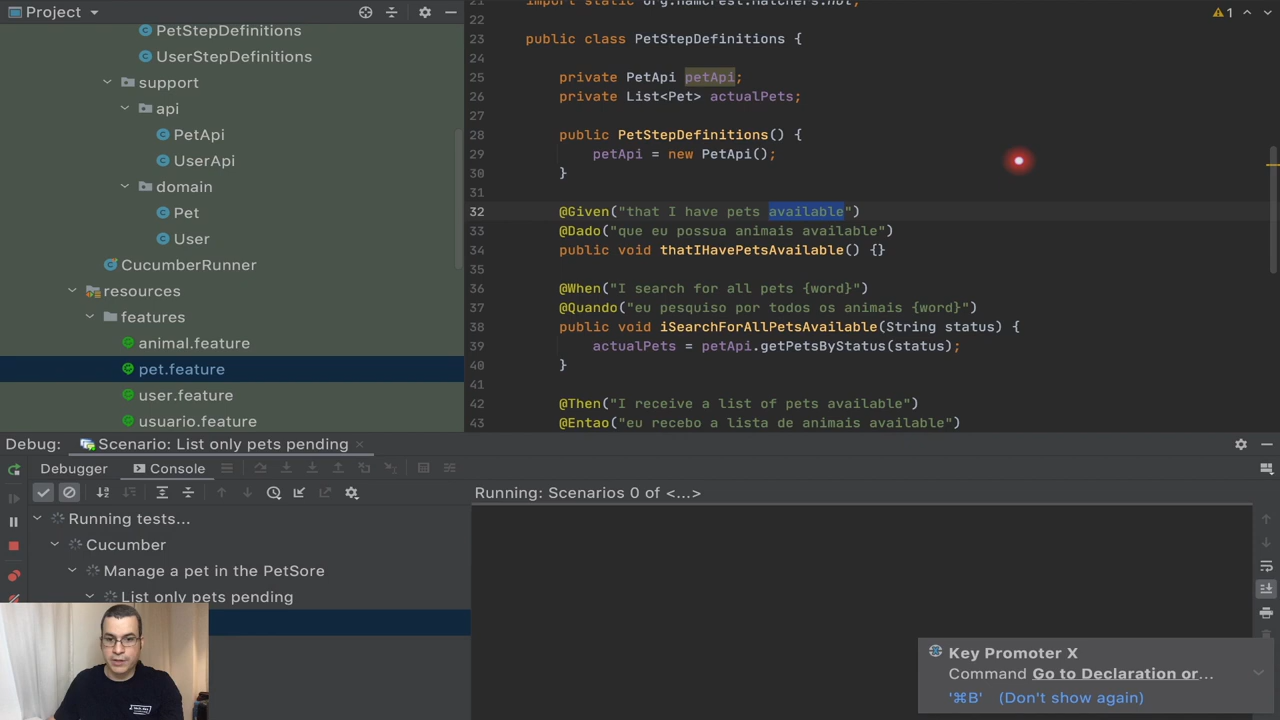 Project
PetStepDefinitions
UserStepDefinitions
support
api
PetApi
UserApi
domain
Pet
User
CucumberRunner
resources
features
animal.feature
pet.feature
user.feature
usuario.feature
21
22
23 public class PetStepDefinitions {
24
25 private PetApi petApi;
26 private List<Pet> actualPets;
27
28 public PetStepDefinitions() {
29 petApi = new PetApi();
30 }
31
32 @Given("that I have pets available")
33 @Dado("que eu possua animais available")
34 public void thatIHavePetsAvailable() {}
35
36 @When("I search for all pets {word}")
37 @Quando("eu pesquiso por todos os animais {word}")
38 public void iSearchForAllPetsAvailable(String status) {
39 actualPets = petApi.getPetsByStatus(status);
40 }
41
42 @Then("I receive a list of pets available")
43 @Entao("eu recebo a lista de animais available")
1
Debug: Scenario: List only pets pending
Debugger Console
Running: Scenarios 0 of <...>
Running tests...
Cucumber
Manage a pet in the PetSore
List only pets pending
Key Promoter X
Command Go to Declaration or...
'⌘B' (Don't show again)